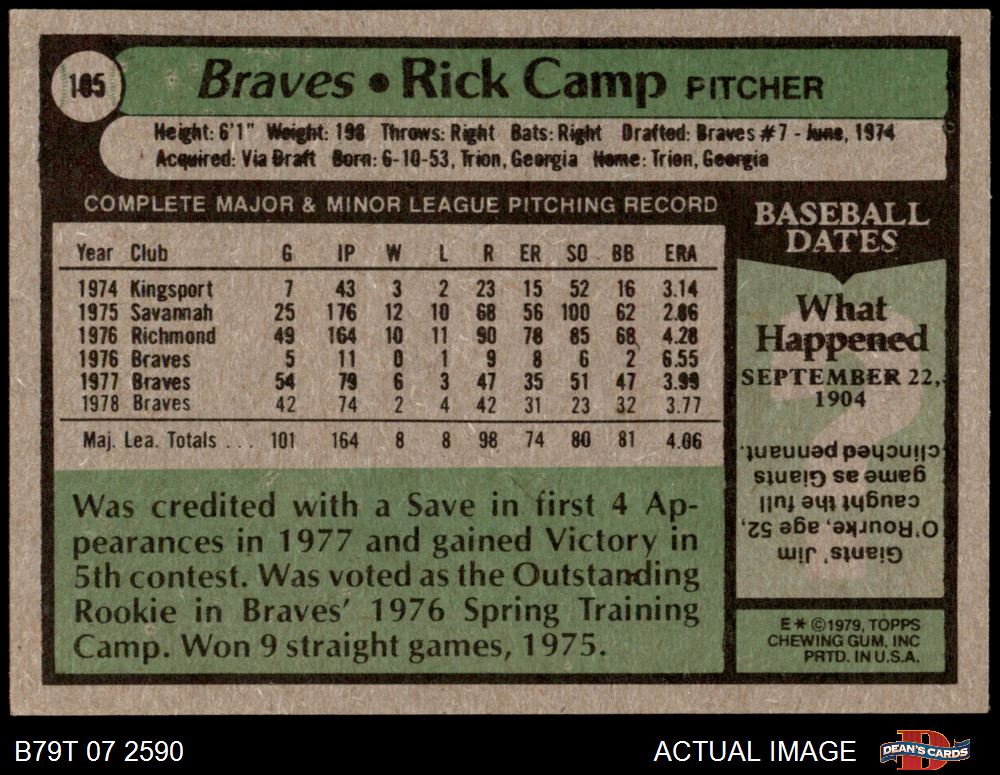 105
Braves • Rick Camp PITCHER
Height: 6'1" Weight: 198 Throws: Right Bats: Right Drafted: Braves #7 - June, 1974
Acquired: Via Draft Born: 6-10-53, Trion, Georgia Home: Trion, Georgia
COMPLETE MAJOR & MINOR LEAGUE PITCHING RECORD
Year Club G IP W L R ER SO BB ERA
1974 Kingsport 7 43 3 2 23 15 52 16 3.14
1975 Savannah 25 176 12 10 68 56 100 62 2.86
1976 Richmond 49 164 10 11 90 78 85 68 4.28
1976 Braves 5 11 0 1 9 8 6 2 6.55
1977 Braves 54 79 6 3 47 35 51 47 3.99
1978 Braves 42 74 2 4 42 31 23 32 3.77
Maj. Lea. Totals ... 101 164 8 8 98 74 80 81 4.06
Was credited with a Save in first 4 Ap-
pearances in 1977 and gained Victory in
5th contest. Was voted as the Outstanding
Rookie in Braves' 1976 Spring Training
Camp. Won 9 straight games, 1975.
BASEBALL
DATES
What
Happened
SEPTEMBER 22,
1904
Giants' Jim
O'Rourke, age 52,
caught the full
game as Giants
clinched pennant.
E* ©1979, TOPPS
CHEWING GUM, INC
PRTD. IN U.S.A.
B79T 07 2590
ACTUAL IMAGE
DEAN'S CARDS